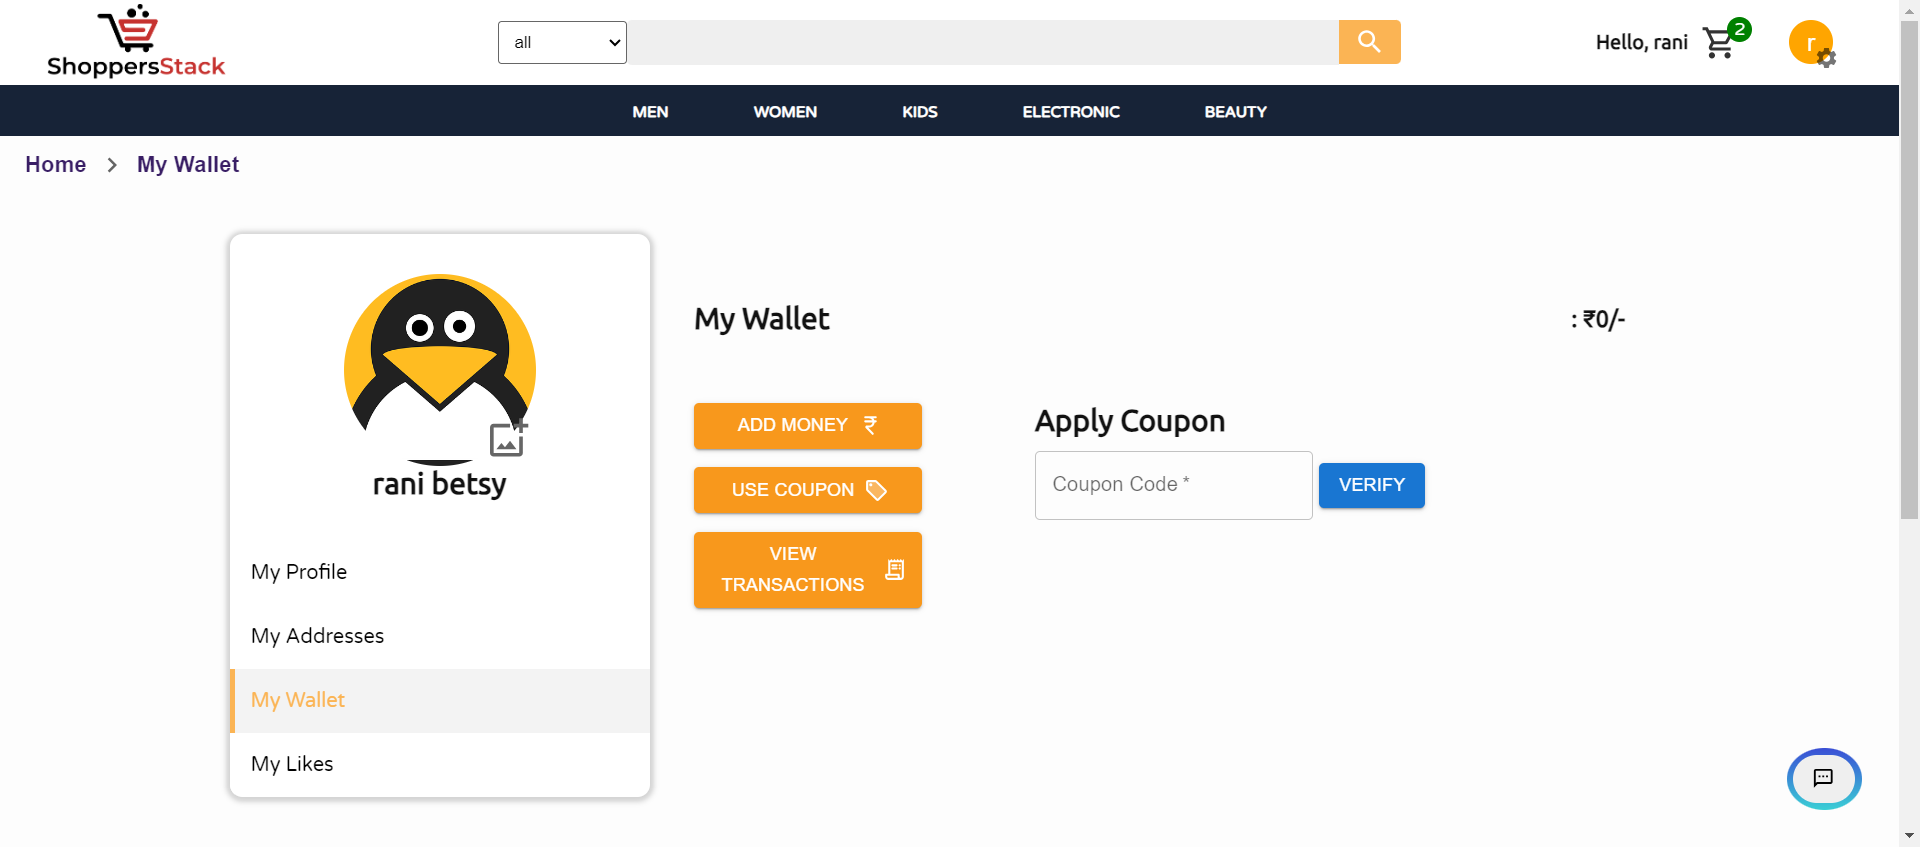 ShoppersStack
all
Hello, rani
2
r
MEN WOMEN KIDS ELECTRONIC BEAUTY
Home > My Wallet
rani betsy
My Profile
My Addresses
My Wallet
My Likes
My Wallet
: ₹0/-
ADD MONEY ₹
USE COUPON
VIEW
TRANSACTIONS
Apply Coupon
Coupon Code *
VERIFY